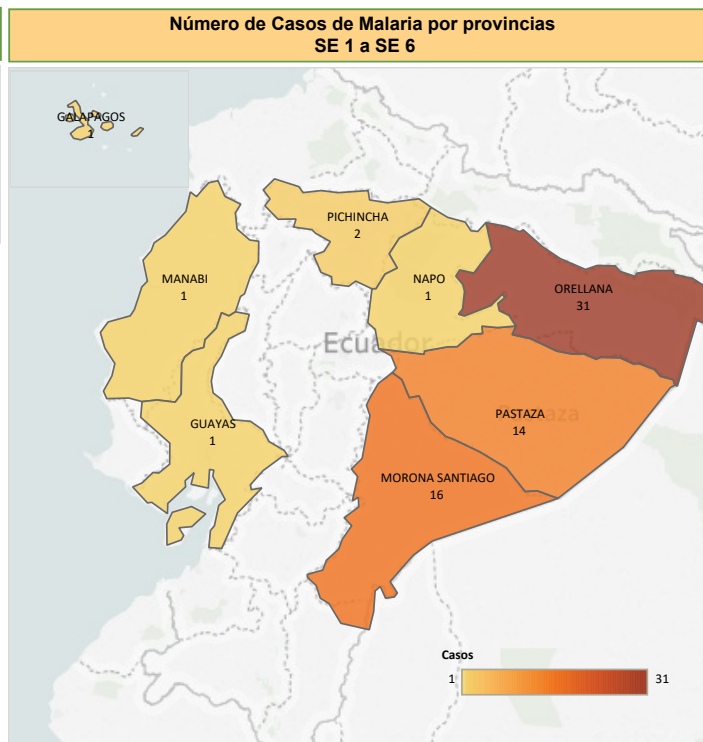 Número de Casos de Malaria por provincias
SE 1 a SE 6
GALAPAGOS
1
PICHINCHA
2
MANABI
1
NAPO
1
ORELLANA
31
Ecuador
GUAYAS
1
PASTAZA
14
MORONA SANTIAGO
16
Casos
1
31